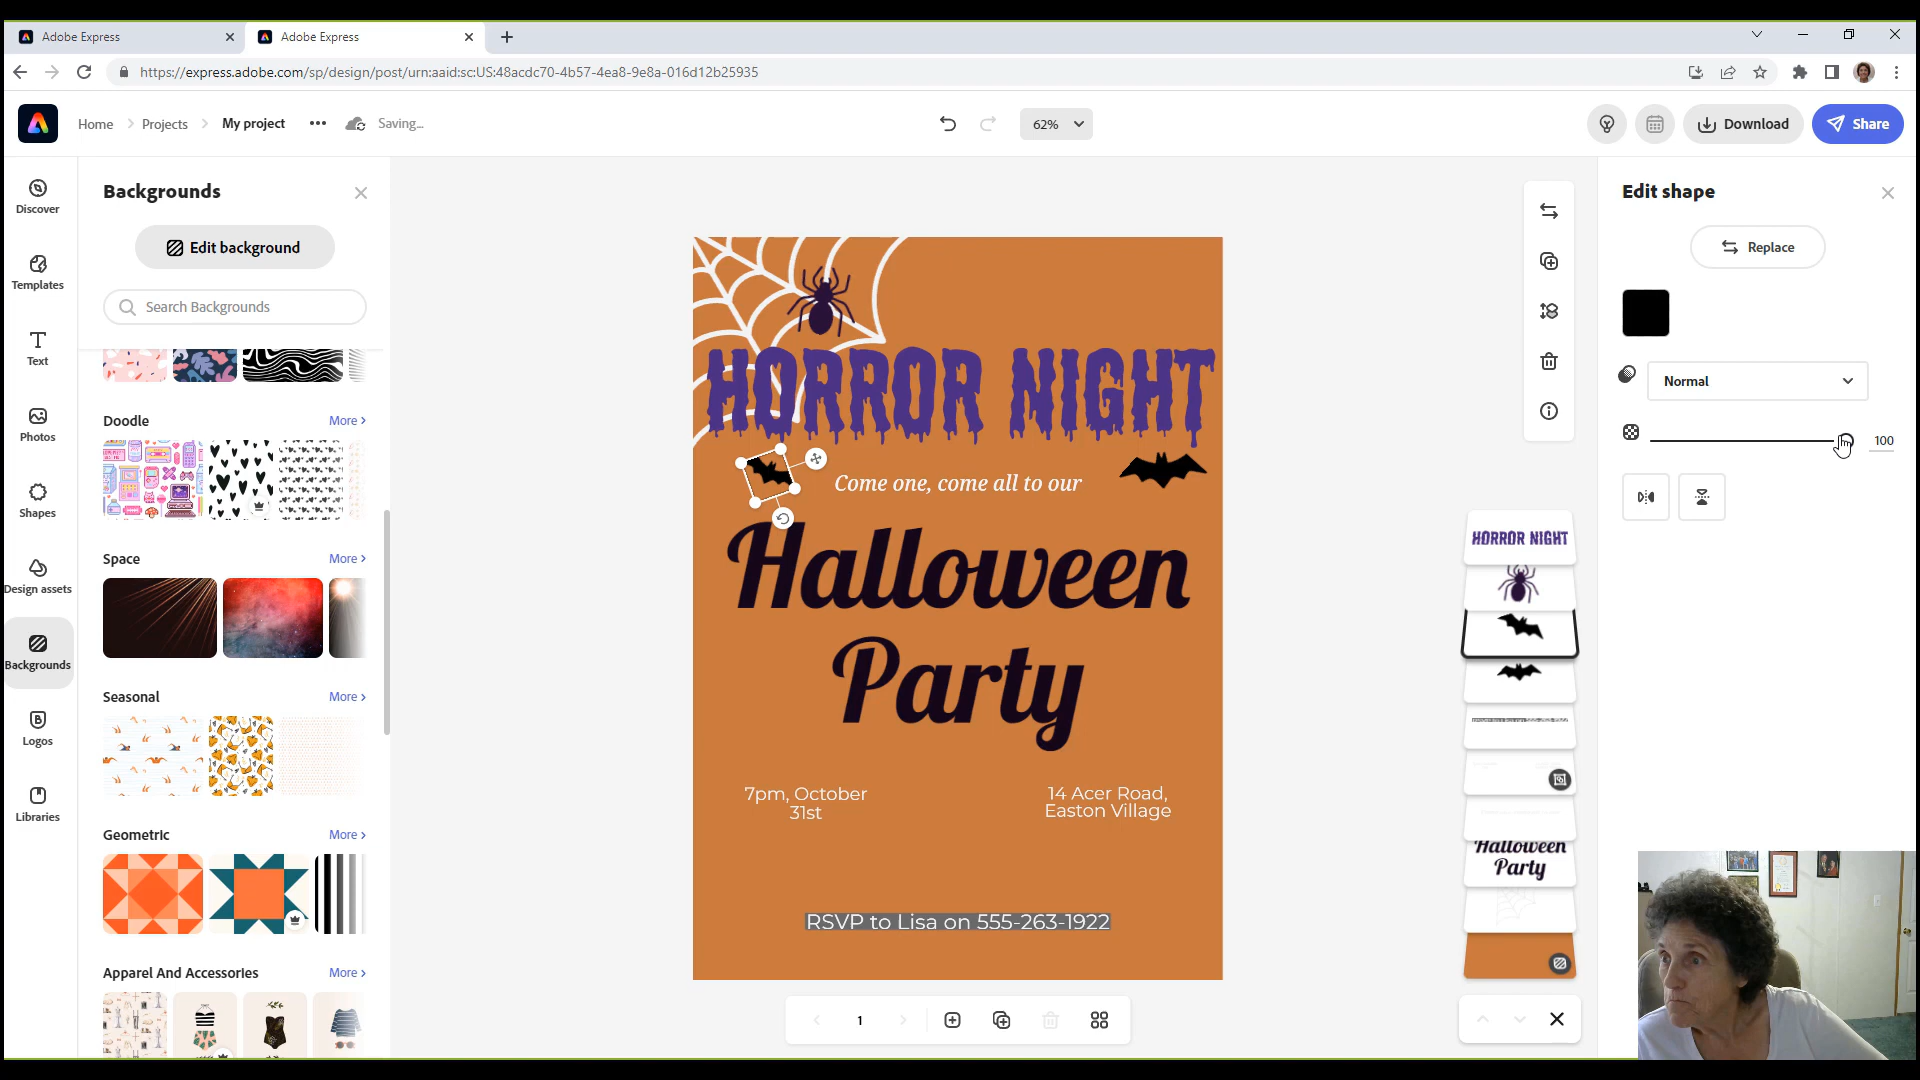 Adobe Express
Adobe Express
https://express.adobe.com/sp/design/post/urn:aaid:sc:US:48acdc70-4b57-4ea8-9e8a-016d12b25935
Home
Projects
My project
Saving...
62%
Download
Share
Discover
Templates
Text
Photos
Shapes
Design assets
Backgrounds
Logos
Libraries
Backgrounds
Edit background
Search Backgrounds
Doodle
More
Space
More
Seasonal
More
Geometric
More
Apparel And Accessories
More
HORROR NIGHT
Come one, come all to our
Halloween
Party
7pm, October
31st
14 Acer Road,
Easton Village
RSVP to Lisa on 555-263-1922
1
HORROR NIGHT
Halloween
Party
Edit shape
Replace
Normal
100